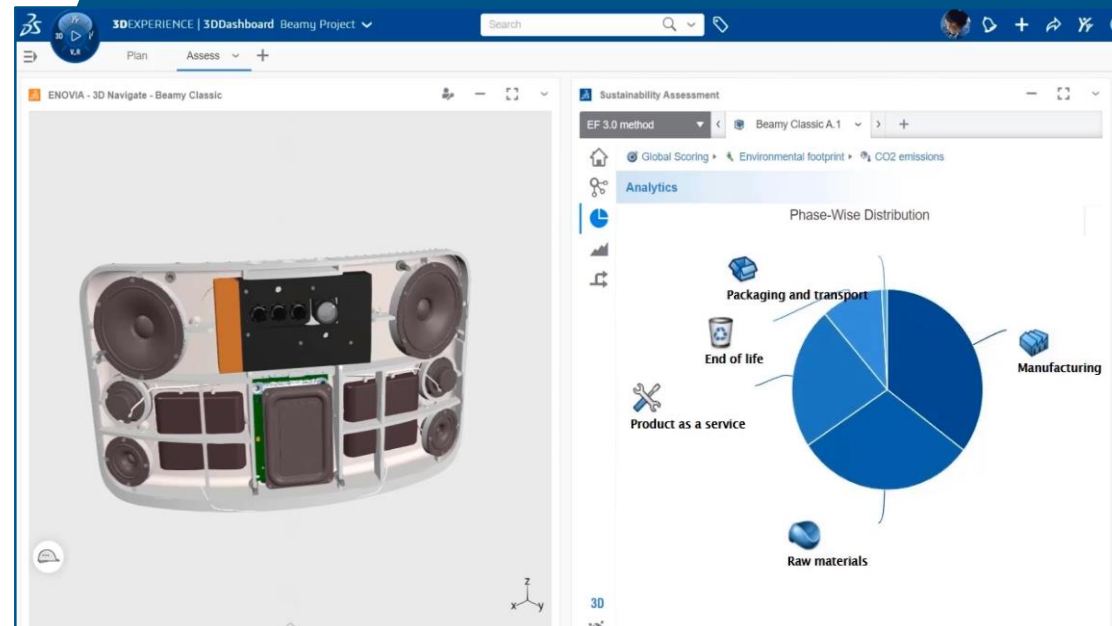 3DEXPERIENCE | 3DDashboard Beamy Project
Search
3D
V.R
Plan
Assess
ENOVIA - 3D Navigate - Beamy Classic
Sustainability Assessment
EF 3.0 method
Beamy Classic A.1
Global Scoring
Environmental footprint
CO2 emissions
Analytics
Phase-Wise Distribution
Packaging and transport
End of life
Manufacturing
Product as a service
Raw materials
z
x
y
3D